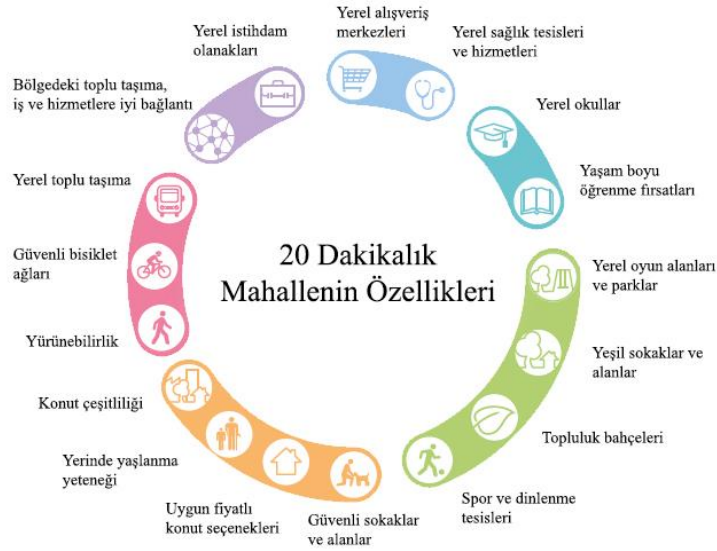 Yerel alışveriş
merkezleri
Yerel sağlık tesisleri
ve hizmetleri
Yerel okullar
Yaşam boyu
öğrenme fırsatları
Yerel oyun alanları
ve parklar
Yeşil sokaklar ve
alanlar
Topluluk bahçeleri
Spor ve dinlenme
tesisleri
Güvenli sokaklar
ve alanlar
Uygun fiyatlı
konut seçenekleri
Yerinde yaşlanma
yeteneği
Konut çeşitliliği
Yürünebilirlik
Güvenli bisiklet
ağları
Yerel toplu taşıma
Bölgedeki toplu taşıma,
iş ve hizmetlere iyi bağlantı
Yerel istihdam
olanakları
20 Dakikalık
Mahallenin Özellikleri